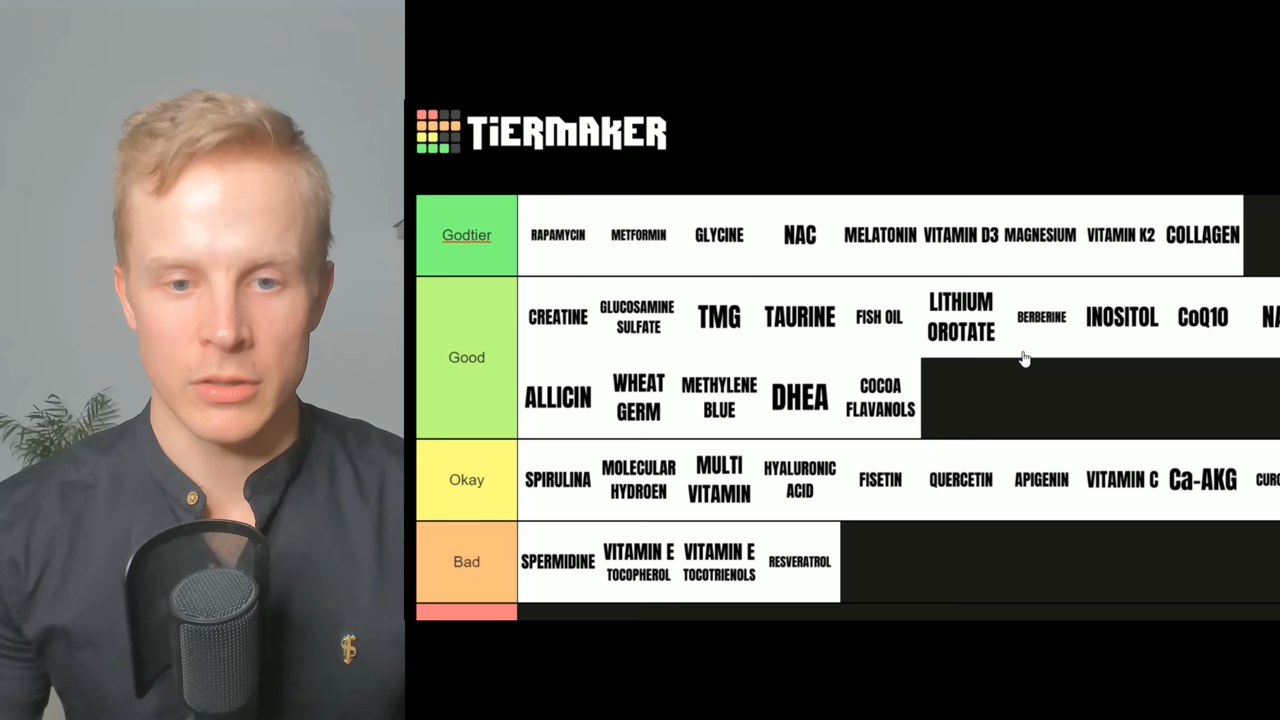 TiERMAKER
Godtier
RAPAMYCIN
METFORMIN
GLYCINE
NAC
MELATONIN
VITAMIN D3
MAGNESIUM
VITAMIN K2
COLLAGEN
Good
CREATINE
GLUCOSAMINE
SULFATE
TMG
TAURINE
FISH OIL
LITHIUM
OROTATE
BERBERINE
INOSITOL
CoQ10
ALLICIN
WHEAT
GERM
METHYLENE
BLUE
DHEA
COCOA
FLAVANOLS
Okay
SPIRULINA
MOLECULAR
HYDROEN
MULTI
VITAMIN
HYALURONIC
ACID
FISETIN
QUERCETIN
APIGENIN
VITAMIN C
Ca-AKG
Bad
SPERMIDINE
VITAMIN E
TOCOPHEROL
VITAMIN E
TOCOTRIENOLS
RESVERATROL